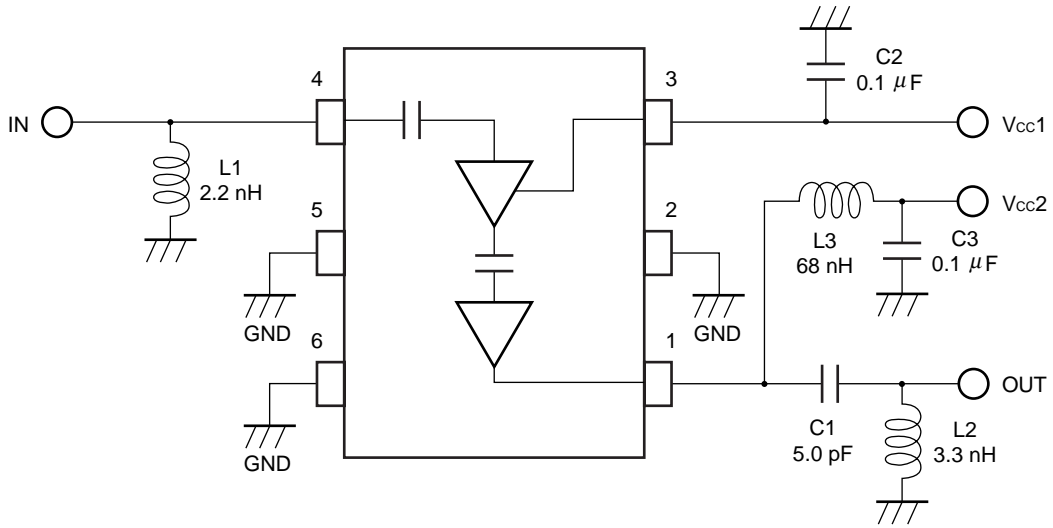 C2
0.1 μF
4
3
IN
Vcc1
L1
2.2 nH
Vcc2
5
2
L3
68 nH
C3
0.1 μF
GND
GND
6
1
OUT
C1
5.0 pF
L2
3.3 nH
GND